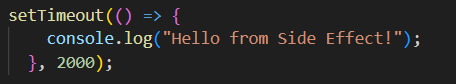 setTimeout(() => {
    console.log("Hello from Side Effect!");
  }, 2000);